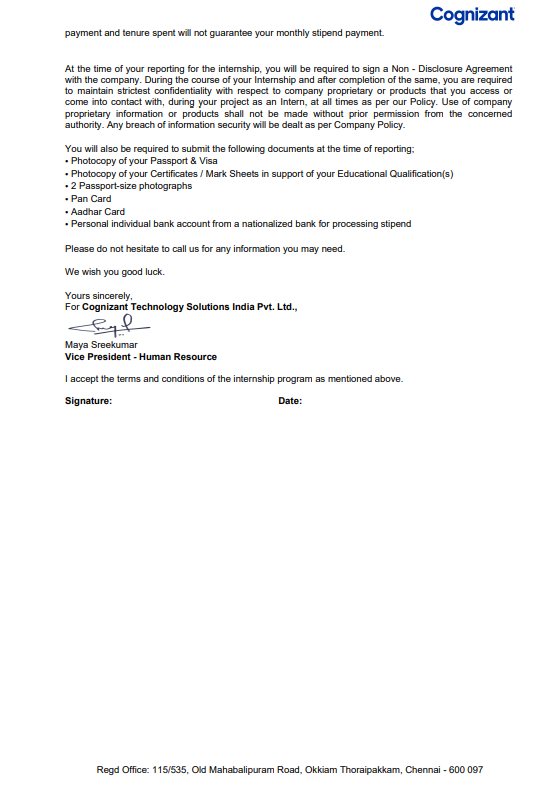 Cognizant
payment and tenure spent will not guarantee your monthly stipend payment.
At the time of your reporting for the internship, you will be required to sign a Non - Disclosure Agreement
with the company. During the course of your Internship and after completion of the same, you are required
to maintain strictest confidentiality with respect to company proprietary or products that you access or
come into contact with, during your project as an Intern, at all times as per our Policy. Use of company
proprietary information or products shall not be made without prior permission from the concerned
authority. Any breach of information security will be dealt as per Company Policy.
You will also be required to submit the following documents at the time of reporting;
• Photocopy of your Passport & Visa
• Photocopy of your Certificates / Mark Sheets in support of your Educational Qualification(s)
• 2 Passport-size photographs
• Pan Card
• Aadhar Card
• Personal individual bank account from a nationalized bank for processing stipend
Please do not hesitate to call us for any information you may need.
We wish you good luck.
Yours sincerely,
For Cognizant Technology Solutions India Pvt. Ltd.,
Maya Sreekumar
Vice President - Human Resource
I accept the terms and conditions of the internship program as mentioned above.
Signature: Date:
Regd Office: 115/535, Old Mahabalipuram Road, Okkiam Thoraipakkam, Chennai - 600 097